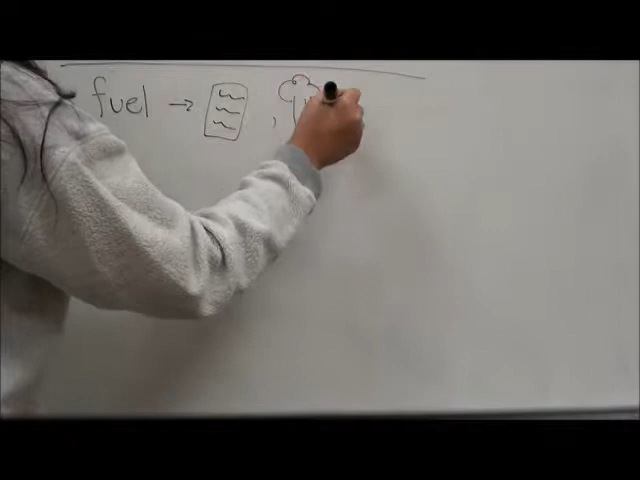 fuel → ,